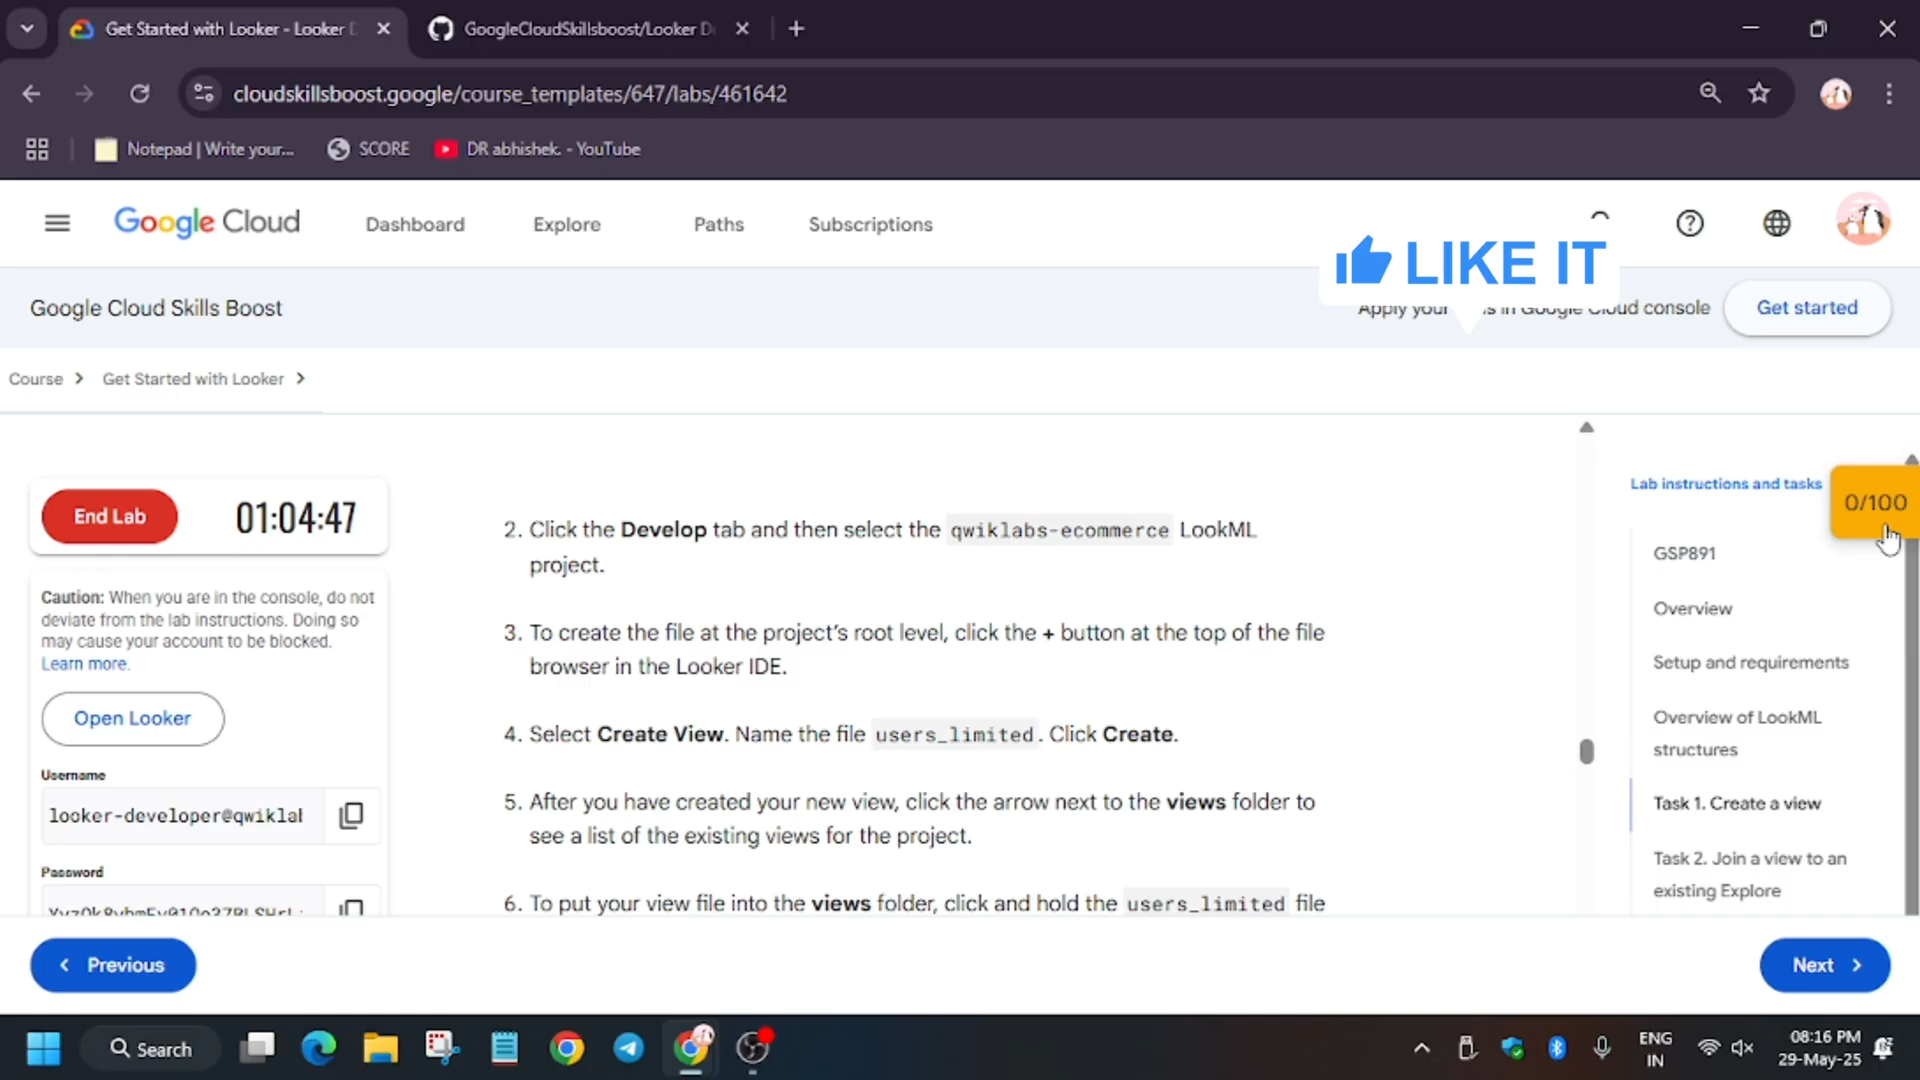 Get Started with Looker - Looker D
GoogleCloudSkillsboost/Looker De
cloudskillsboost.google/course_templates/647/labs/461642
Notepad | Write your...
SCORE
DR abhishek. - YouTube
Google Cloud
Dashboard
Explore
Paths
Subscriptions
LIKE IT
Google Cloud Skills Boost
Apply your in Google Cloud console
Get started
Course
Get Started with Looker
End Lab
01:04:47
Caution: When you are in the console, do not
deviate from the lab instructions. Doing so
may cause your account to be blocked.
Learn more.
Open Looker
Username
looker-developer@qwiklab
Password
2. Click the Develop tab and then select the qwiklabs-ecommerce LookML
project.
3. To create the file at the project's root level, click the + button at the top of the file
browser in the Looker IDE.
4. Select Create View. Name the file users_limited. Click Create.
5. After you have created your new view, click the arrow next to the views folder to
see a list of the existing views for the project.
6. To put your view file into the views folder, click and hold the users_limited file
Lab instructions and tasks
0/100
GSP891
Overview
Setup and requirements
Overview of LookML
structures
Task 1. Create a view
Task 2. Join a view to an
existing Explore
Previous
Next
Search
ENG
IN
08:16 PM
29-May-25